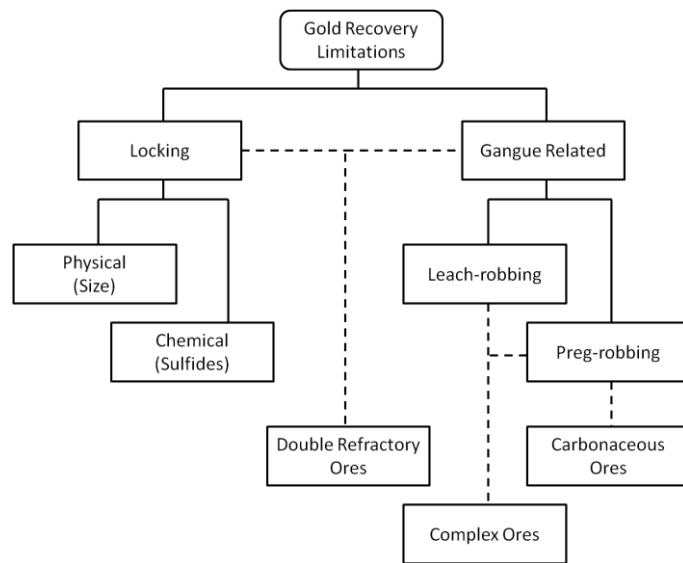 Gold Recovery
Limitations
Locking
Gangue Related
Physical
(Size)
Leach-robbing
Chemical
(Sulfides)
Preg-robbing
Double Refractory
Ores
Carbonaceous
Ores
Complex Ores